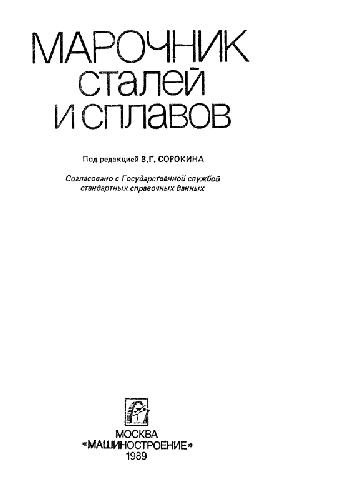 МАРОЧНИК
СТАЛЕЙ
И СПЛАВОВ
Под редакцией В.Г. СОРОКИНА
Согласовано с Государственной службой
стандартных справочных данных
МОСКВА
«МАШИНОСТРОЕНИЕ»
1989